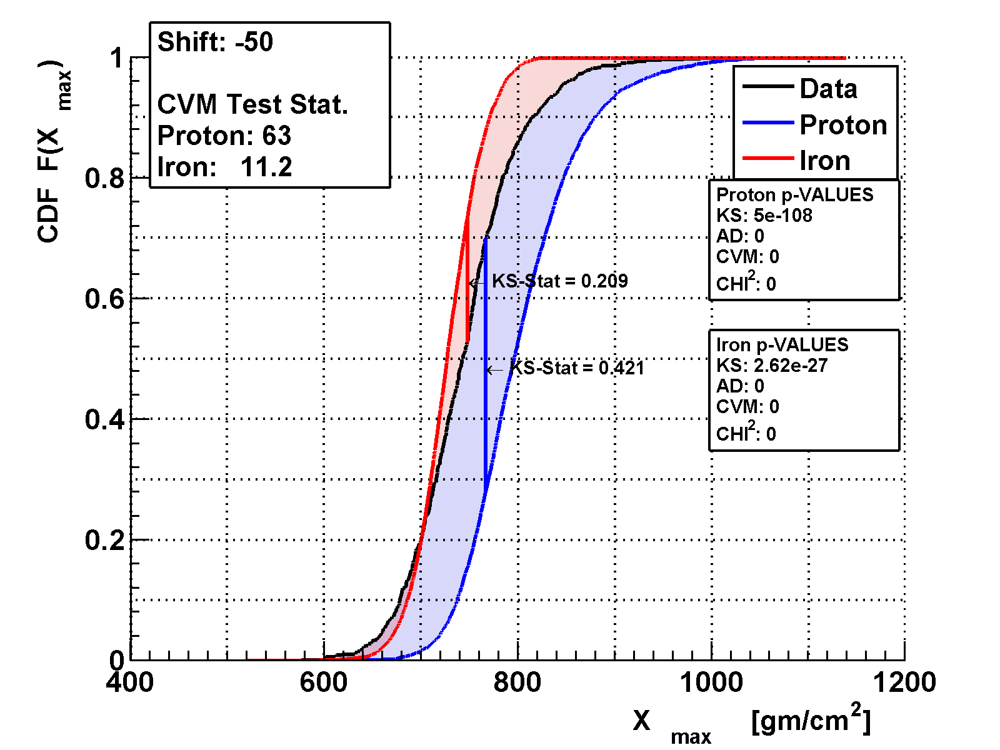 Shift: -50
CVM Test Stat.
Proton: 63
Iron: 11.2
CDF F(X max)
1
0.8
0.6
0.4
0.2
0
400
600
800
1000
1200
X max [gm/cm²]
Data
Proton
Iron
Proton p-VALUES
KS: 5e-108
AD: 0
CVM: 0
CHI²: 0
KS-Stat = 0.209
Iron p-VALUES
KS: 2.62e-27
AD: 0
CVM: 0
CHI²: 0
KS-Stat = 0.421